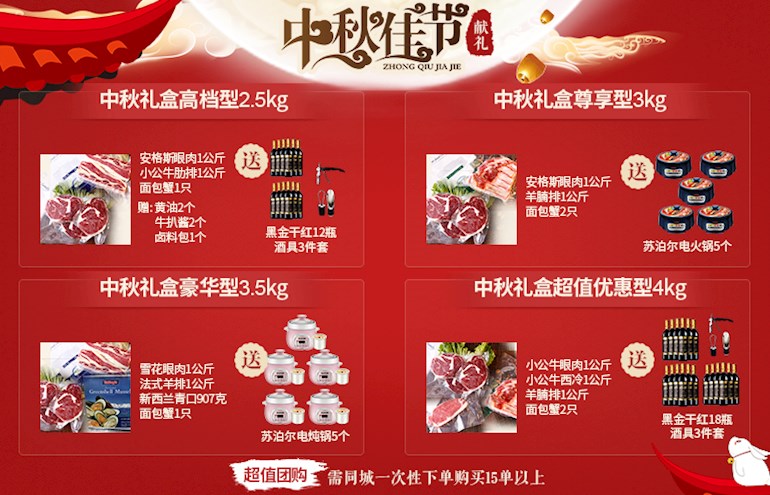 中秋佳节
献礼
ZHONG QIU JIA JIE
中秋礼盒高档型2.5kg
安格斯眼肉1公斤
小公牛肋排1公斤
面包蟹1只
赠:黄油2个
牛扒酱2个
卤料包1个
送
黑金干红12瓶
酒具3件套
中秋礼盒尊享型3kg
安格斯眼肉1公斤
羊腩排1公斤
面包蟹2只
送
苏泊尔电火锅5个
中秋礼盒豪华型3.5kg
雪花眼肉1公斤
法式羊排1公斤
新西兰青口907克
面包蟹1只
送
苏泊尔电炖锅5个
中秋礼盒超值优惠型4kg
小公牛眼肉1公斤
小公牛西冷1公斤
羊腩排1公斤
面包蟹2只
送
黑金干红18瓶
酒具3件套
超值团购
需同城一次性下单购买15单以上